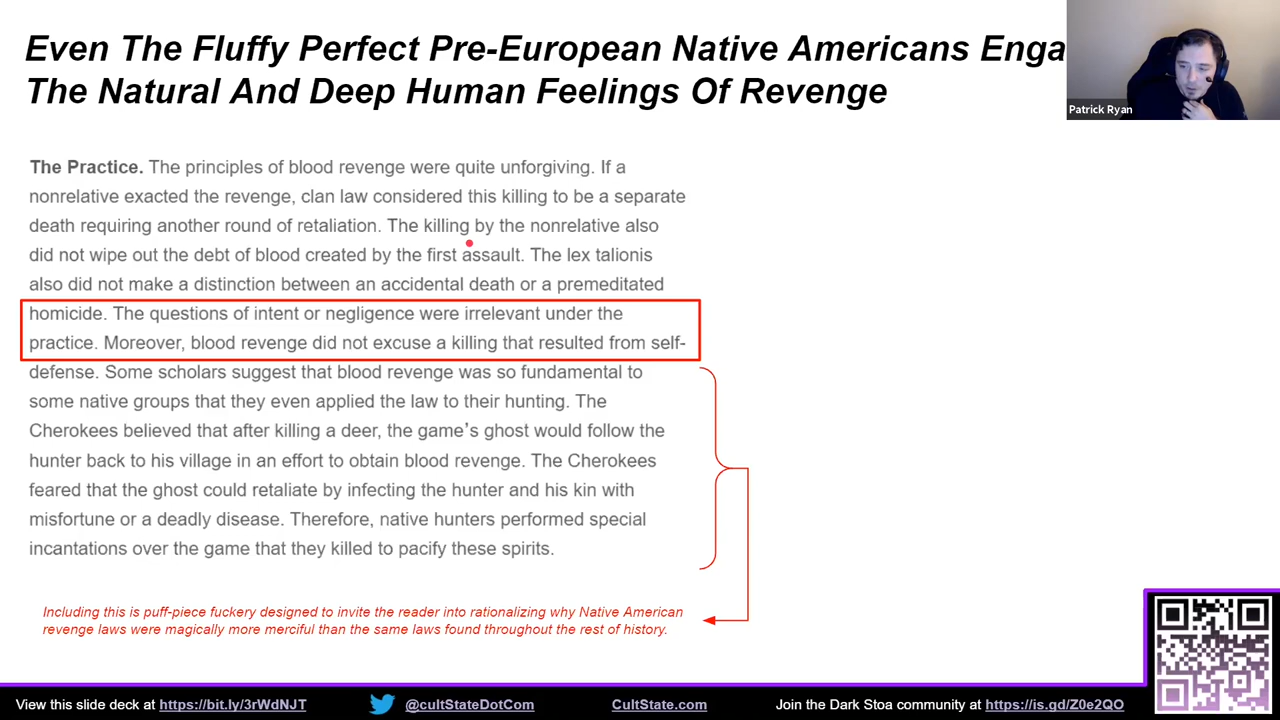 Even The Fluffy Perfect Pre-European Native Americans Enga
The Natural And Deep Human Feelings Of Revenge
Patrick Ryan
The Practice. The principles of blood revenge were quite unforgiving. If a
nonrelative exacted the revenge, clan law considered this killing to be a separate
death requiring another round of retaliation. The killing by the nonrelative also
did not wipe out the debt of blood created by the first assault. The lex talionis
also did not make a distinction between an accidental death or a premeditated
homicide. The questions of intent or negligence were irrelevant under the
practice. Moreover, blood revenge did not excuse a killing that resulted from self-
defense. Some scholars suggest that blood revenge was so fundamental to
some native groups that they even applied the law to their hunting. The
Cherokees believed that after killing a deer, the game's ghost would follow the
hunter back to his village in an effort to obtain blood revenge. The Cherokees
feared that the ghost could retaliate by infecting the hunter and his kin with
misfortune or a deadly disease. Therefore, native hunters performed special
incantations over the game that they killed to pacify these spirits.
Including this is puff-piece fuckery designed to invite the reader into rationalizing why Native American
revenge laws were magically more merciful than the same laws found throughout the rest of history.
View this slide deck at https://bit.ly/3rWdNJT @cultStateDotCom CultState.com Join the Dark Stoa community at https://is.gd/Z0e2QO